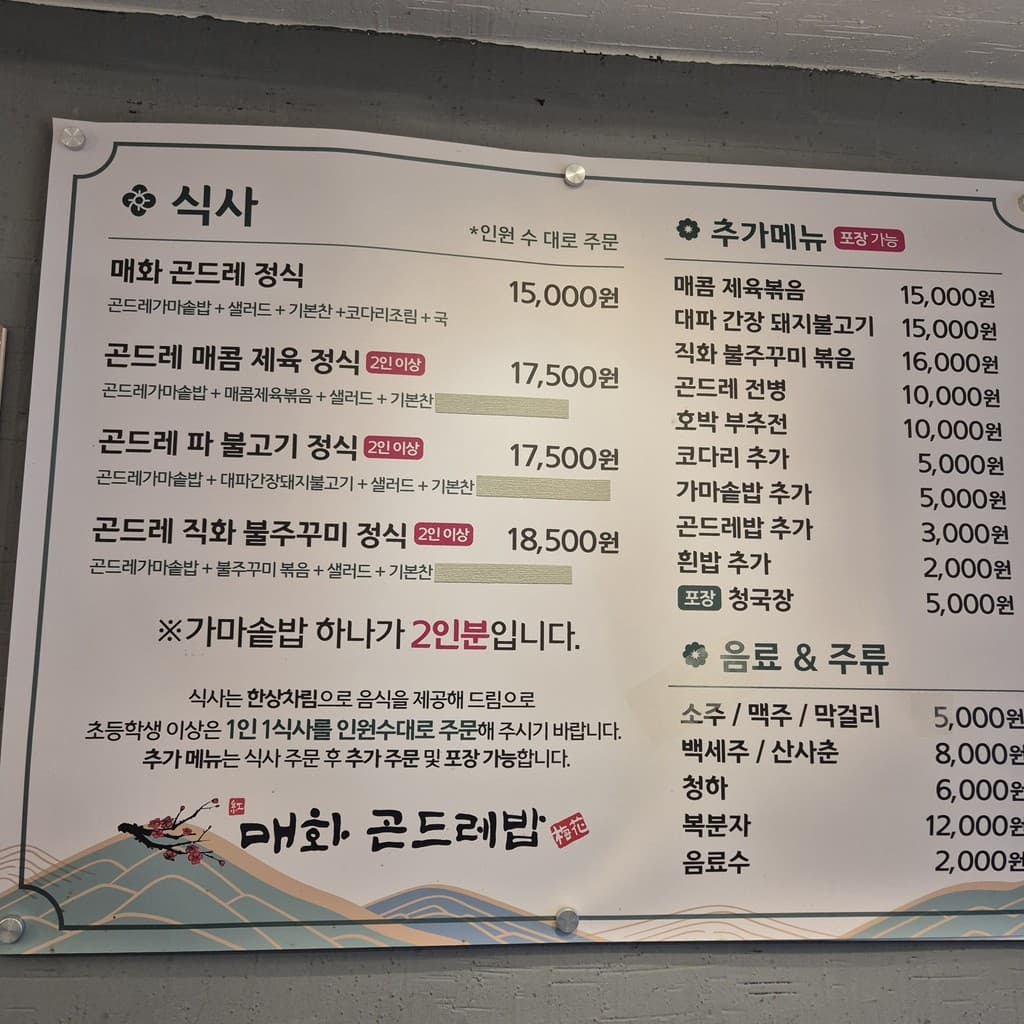 식사
*인원 수 대로 주문
매화 곤드레 정식 15,000원
곤드레가마솥밥 + 샐러드 + 기본찬 +코다리조림 + 국
곤드레 매콤 제육 정식 2인 이상 17,500원
곤드레가마솥밥 + 매콤제육볶음 + 샐러드 + 기본찬
곤드레 파 불고기 정식 2인 이상 17,500원
곤드레가마솥밥 + 대파간장돼지불고기 + 샐러드 + 기본찬
곤드레 직화 불주꾸미 정식 2인 이상 18,500원
곤드레가마솥밥 + 불주꾸미 볶음 + 샐러드 + 기본찬
※가마솥밥 하나가 2인분입니다.
식사는 한상차림으로 음식을 제공해 드림으로
초등학생 이상은 1인 1식사를 인원수대로 주문해 주시기 바랍니다.
추가 메뉴는 식사 주문 후 추가 주문 및 포장 가능합니다.
紅 매화 곤드레밥 梅花
추가메뉴 포장 가능
매콤 제육볶음 15,000원
대파 간장 돼지불고기 15,000원
직화 불주꾸미 볶음 16,000원
곤드레 전병 10,000원
호박 부추전 10,000원
코다리 추가 5,000원
가마솥밥 추가 5,000원
곤드레밥 추가 3,000원
흰밥 추가 2,000원
포장 청국장 5,000원
음료 & 주류
소주 / 맥주 / 막걸리 5,000원
백세주 / 산사춘 8,000원
청하 6,000원
복분자 12,000원
음료수 2,000원